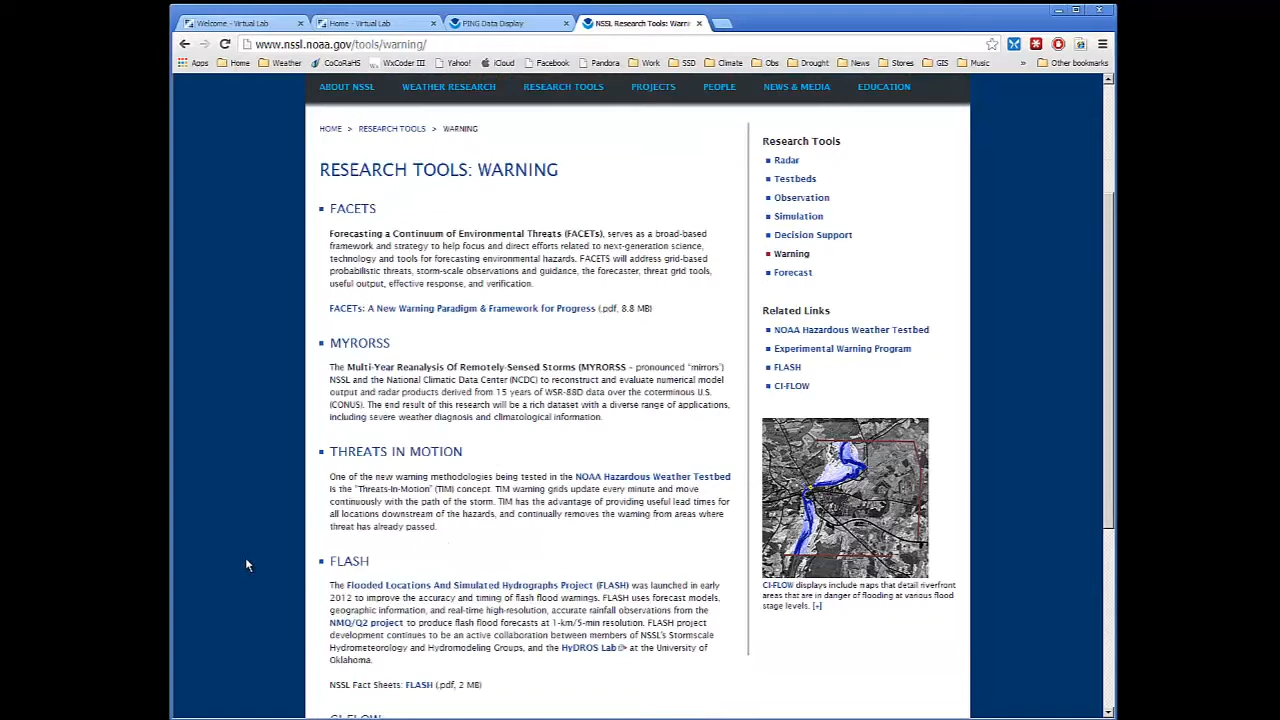 Welcome - Virtual Lab
Home - Virtual Lab
PING Data Display
NSSL Research Tools: Warni
www.nssl.noaa.gov/tools/warning/
Apps Home Weather CoCoRaHS WxCoder III Yahoo! iCloud Facebook Pandora Work SSD Climate Obs Drought News Stores GIS Music » Other bookmarks
ABOUT NSSL WEATHER RESEARCH RESEARCH TOOLS PROJECTS PEOPLE NEWS & MEDIA EDUCATION
HOME > RESEARCH TOOLS > WARNING
RESEARCH TOOLS: WARNING
FACETS
Forecasting a Continuum of Environmental Threats (FACETs), serves as a broad-based
framework and strategy to help focus and direct efforts related to next-generation science,
technology and tools for forecasting environmental hazards. FACETS will address grid-based
probabilistic threats, storm-scale observations and guidance, the forecaster, threat grid tools,
useful output, effective response, and verification.
FACETs: A New Warning Paradigm & Framework for Progress (.pdf, 8.8 MB)
MYRORSS
The Multi-Year Reanalysis Of Remotely-Sensed Storms (MYRORSS – pronounced "mirrors")
NSSL and the National Climatic Data Center (NCDC) to reconstruct and evaluate numerical model
output and radar products derived from 15 years of WSR-88D data over the coterminous U.S.
(CONUS). The end result of this research will be a rich dataset with a diverse range of applications,
including severe weather diagnosis and climatological information.
THREATS IN MOTION
One of the new warning methodologies being tested in the NOAA Hazardous Weather Testbed
is the "Threats-In-Motion" (TIM) concept. TIM warning grids update every minute and move
continuously with the path of the storm. TIM has the advantage of providing useful lead times for
all locations downstream of the hazards, and continually removes the warning from areas where
threat has already passed.
FLASH
The Flooded Locations And Simulated Hydrographs Project (FLASH) was launched in early
2012 to improve the accuracy and timing of flash flood warnings. FLASH uses forecast models,
geographic information, and real-time high-resolution, accurate rainfall observations from the
NMQ/Q2 project to produce flash flood forecasts at 1-km/5-min resolution. FLASH project
development continues to be an active collaboration between members of NSSL's Stormscale
Hydrometeorology and Hydromodeling Groups, and the HyDROS Lab at the University of
Oklahoma.
NSSL Fact Sheets: FLASH (.pdf, 2 MB)
CI-FLOW
Research Tools
Radar
Testbeds
Observation
Simulation
Decision Support
Warning
Forecast
Related Links
NOAA Hazardous Weather Testbed
Experimental Warning Program
FLASH
CI-FLOW
CI-FLOW displays include maps that detail riverfront
areas that are in danger of flooding at various flood
stage levels. [+]